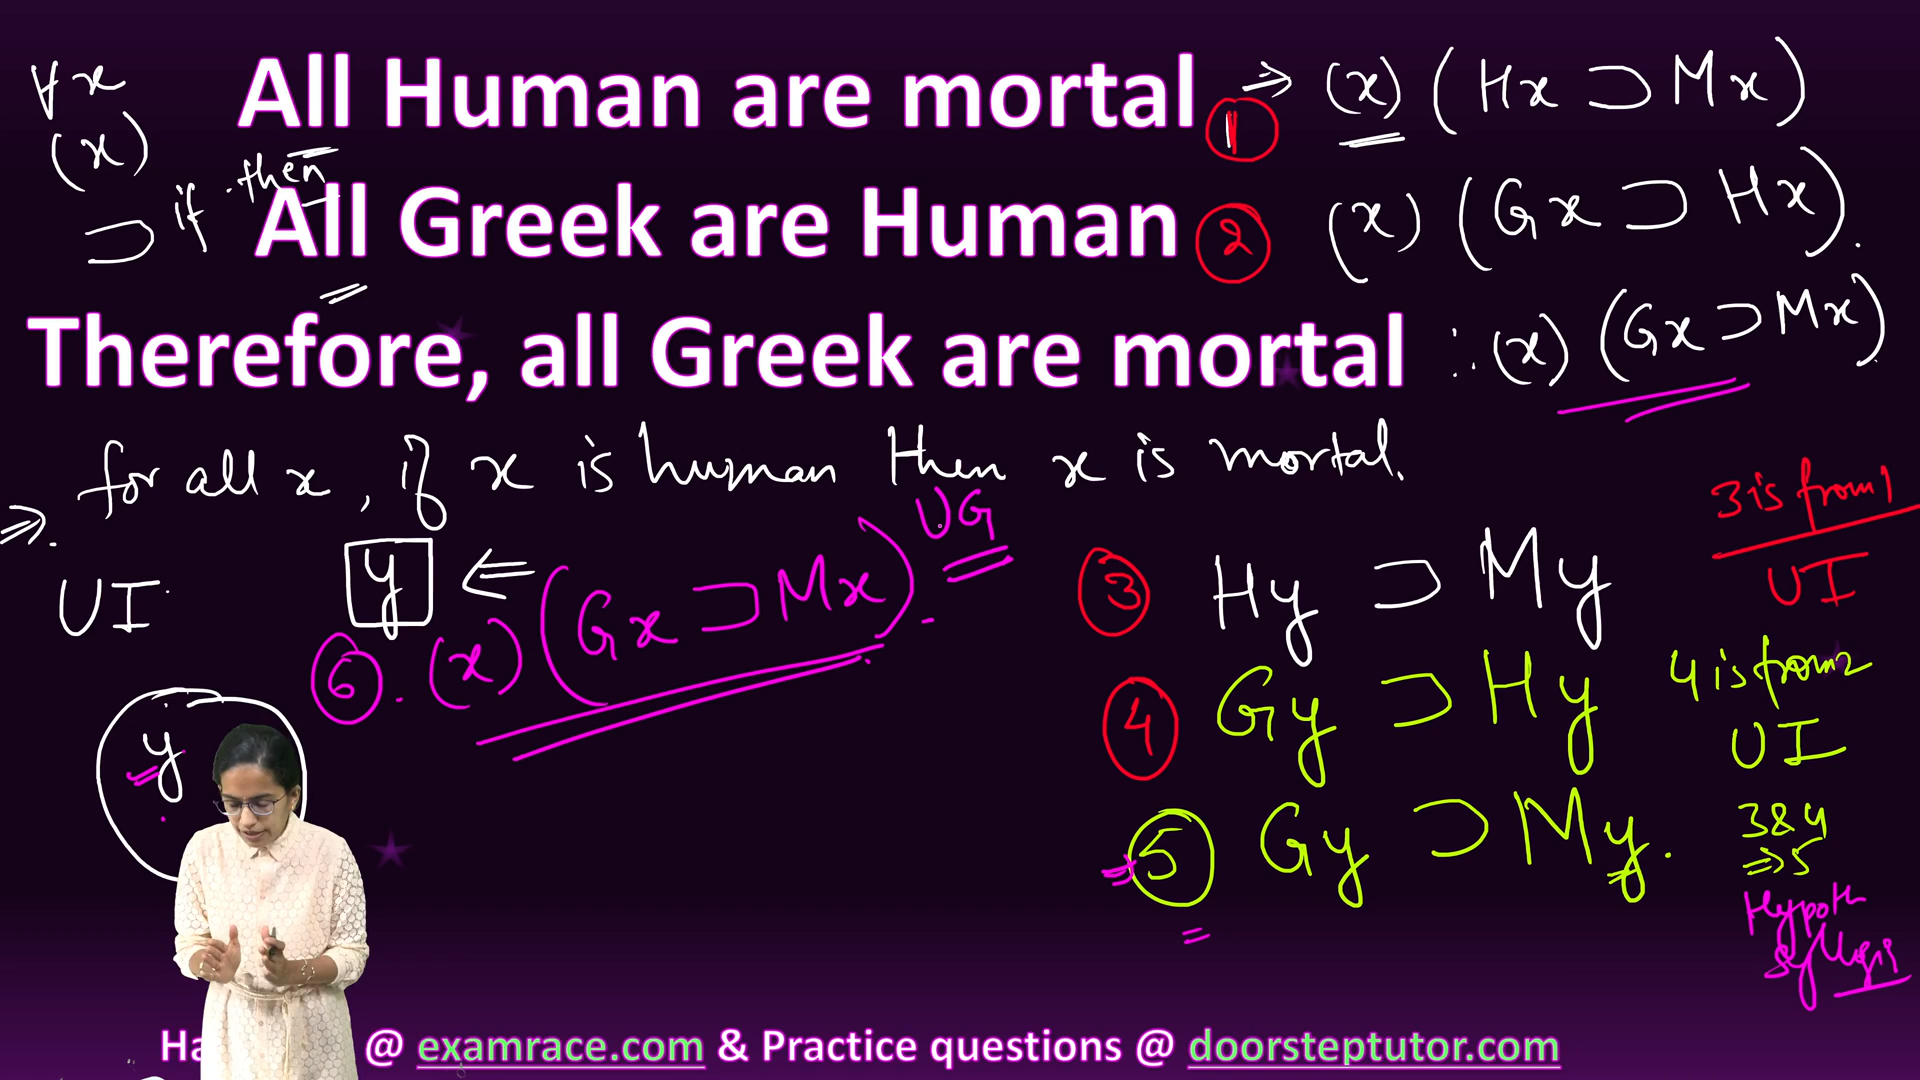 ∀x
(x)
⊃ if then
All Human are mortal ① ⇒ (x) (Hx ⊃ Mx)
All Greek are Human ② (x) (Gx ⊃ Hx).
Therefore, all Greek are mortal ∴ (x) (Gx ⊃ Mx)
⇒ for all x, if x is human then x is mortal.
UI y ⇐
⑥. (x) (Gx ⊃ Mx). UG
y
③ Hy ⊃ My 3 is from 1
UI
④ Gy ⊃ Hy 4 is from 2
UI
→ ⑤ Gy ⊃ My. 3 & 4
⇒ 5
Hypoth
@ examrace.com & Practice questions @ doorsteptutor.com